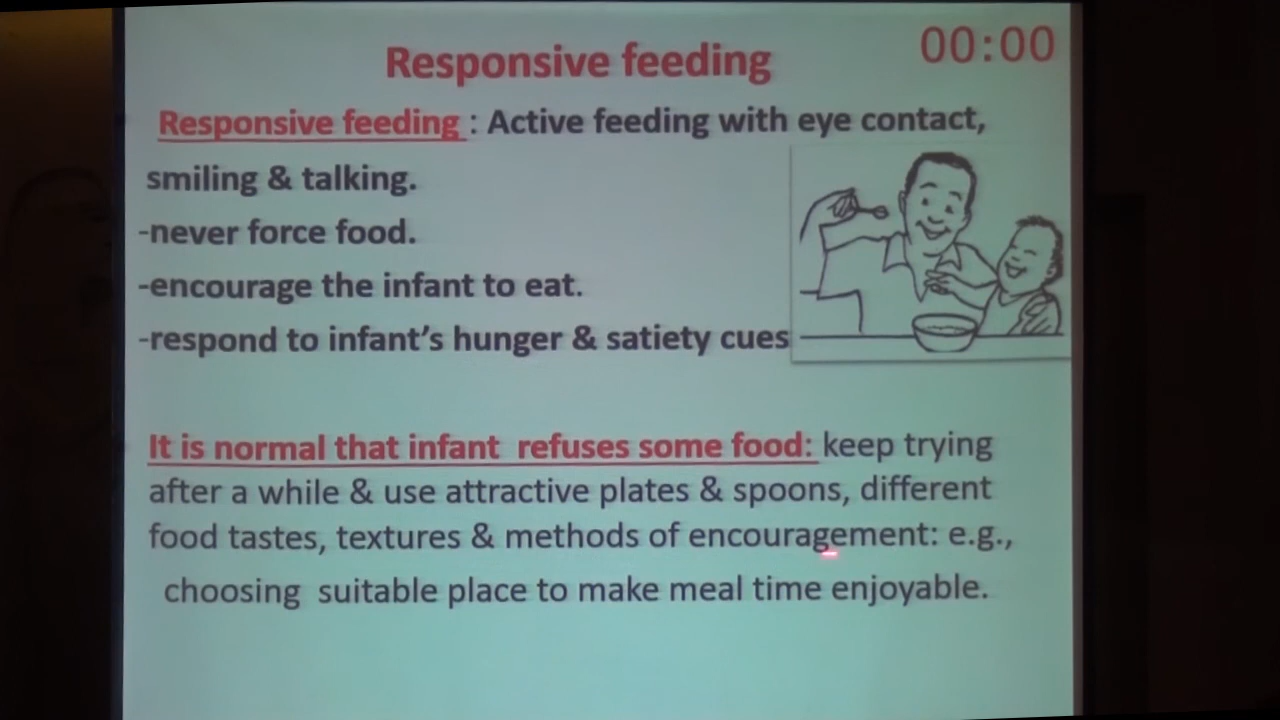 Responsive feeding
00:00
Responsive feeding : Active feeding with eye contact,
smiling & talking.
-never force food.
-encourage the infant to eat.
-respond to infant’s hunger & satiety cues
It is normal that infant refuses some food: keep trying
after a while & use attractive plates & spoons, different
food tastes, textures & methods of encouragement: e.g.,
choosing suitable place to make meal time enjoyable.